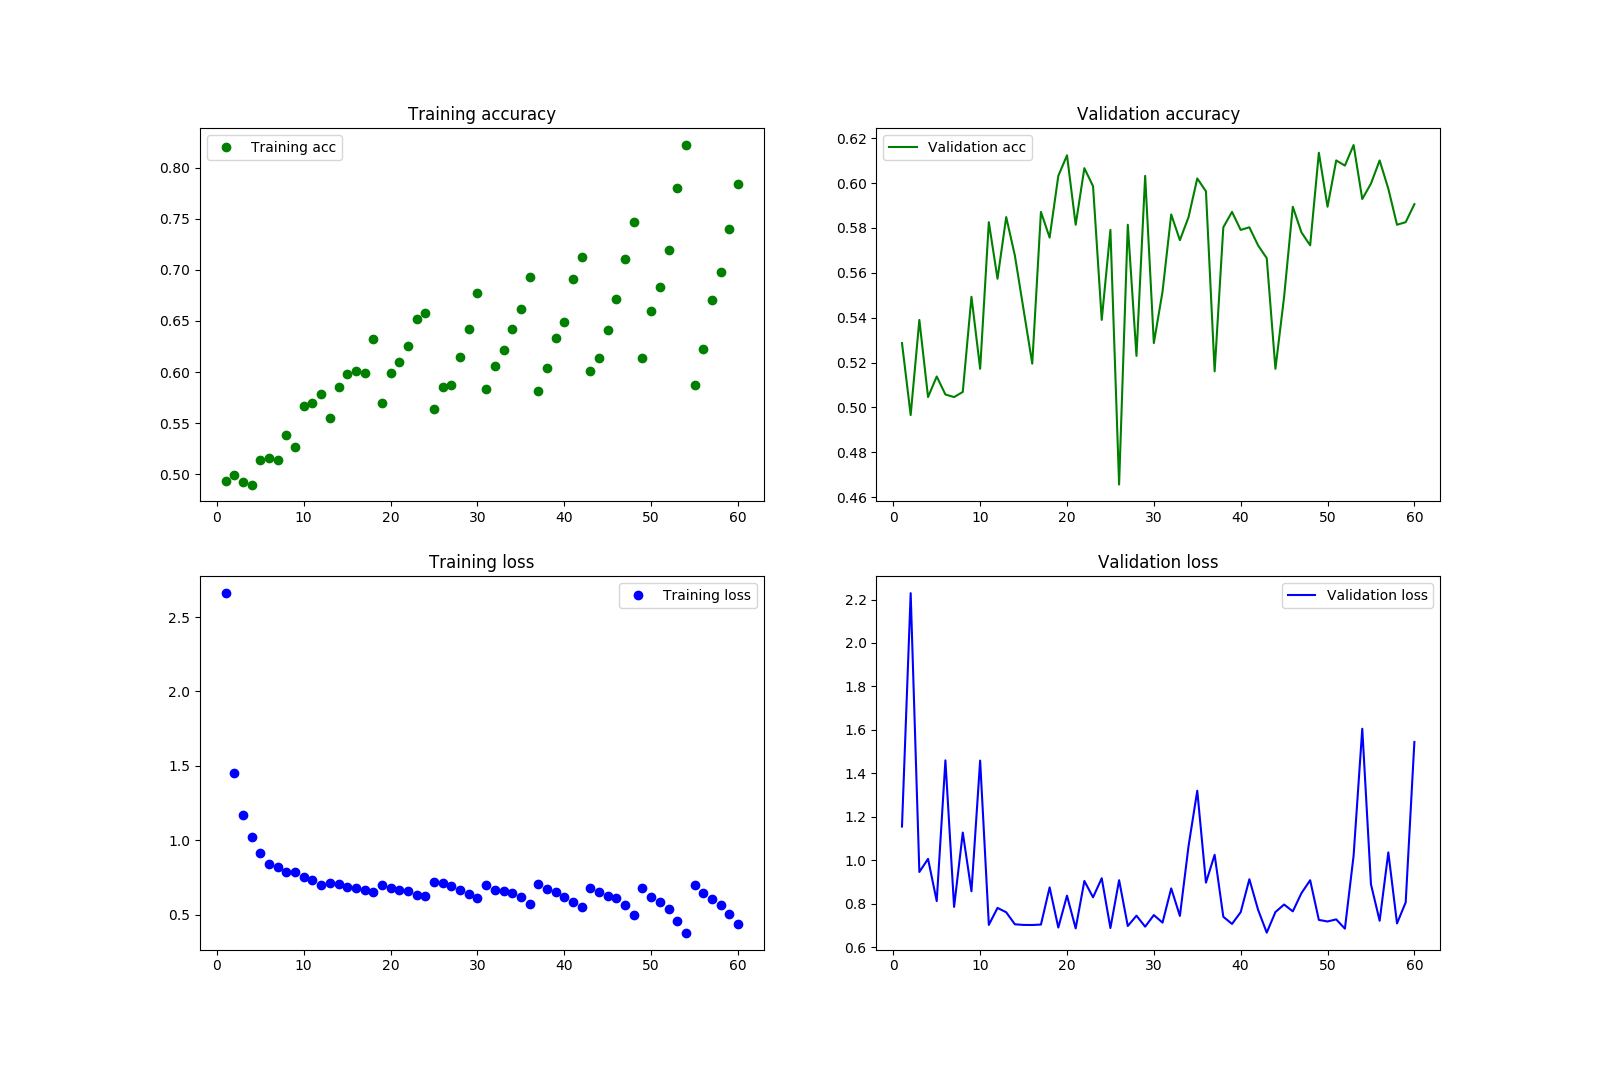 Training accuracy
Training acc
0.80
0.75
0.70
0.65
0.60
0.55
0.50
0 10 20 30 40 50 60
Validation accuracy
Validation acc
0.62
0.60
0.58
0.56
0.54
0.52
0.50
0.48
0.46
0 10 20 30 40 50 60
Training loss
Training loss
2.5
2.0
1.5
1.0
0.5
0 10 20 30 40 50 60
Validation loss
Validation loss
2.2
2.0
1.8
1.6
1.4
1.2
1.0
0.8
0.6
0 10 20 30 40 50 60